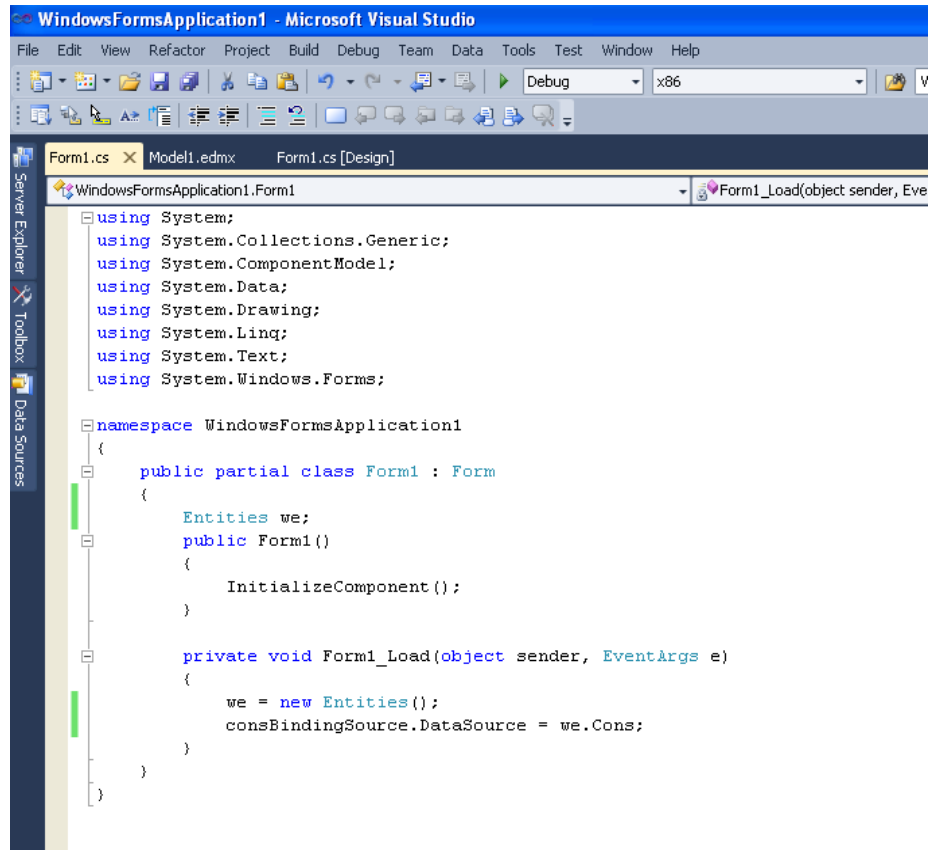 WindowsFormsApplication1 - Microsoft Visual Studio
File Edit View Refactor Project Build Debug Team Data Tools Test Window Help
Debug x86
Form1.cs Model1.edmx Form1.cs [Design]
WindowsFormsApplication1.Form1 Form1_Load(object sender, Eve
Server Explorer
Toolbox
Data Sources
using System;
using System.Collections.Generic;
using System.ComponentModel;
using System.Data;
using System.Drawing;
using System.Linq;
using System.Text;
using System.Windows.Forms;
namespace WindowsFormsApplication1
{
public partial class Form1 : Form
{
Entities we;
public Form1()
{
InitializeComponent();
}
private void Form1_Load(object sender, EventArgs e)
{
we = new Entities();
consBindingSource.DataSource = we.Cons;
}
}
}